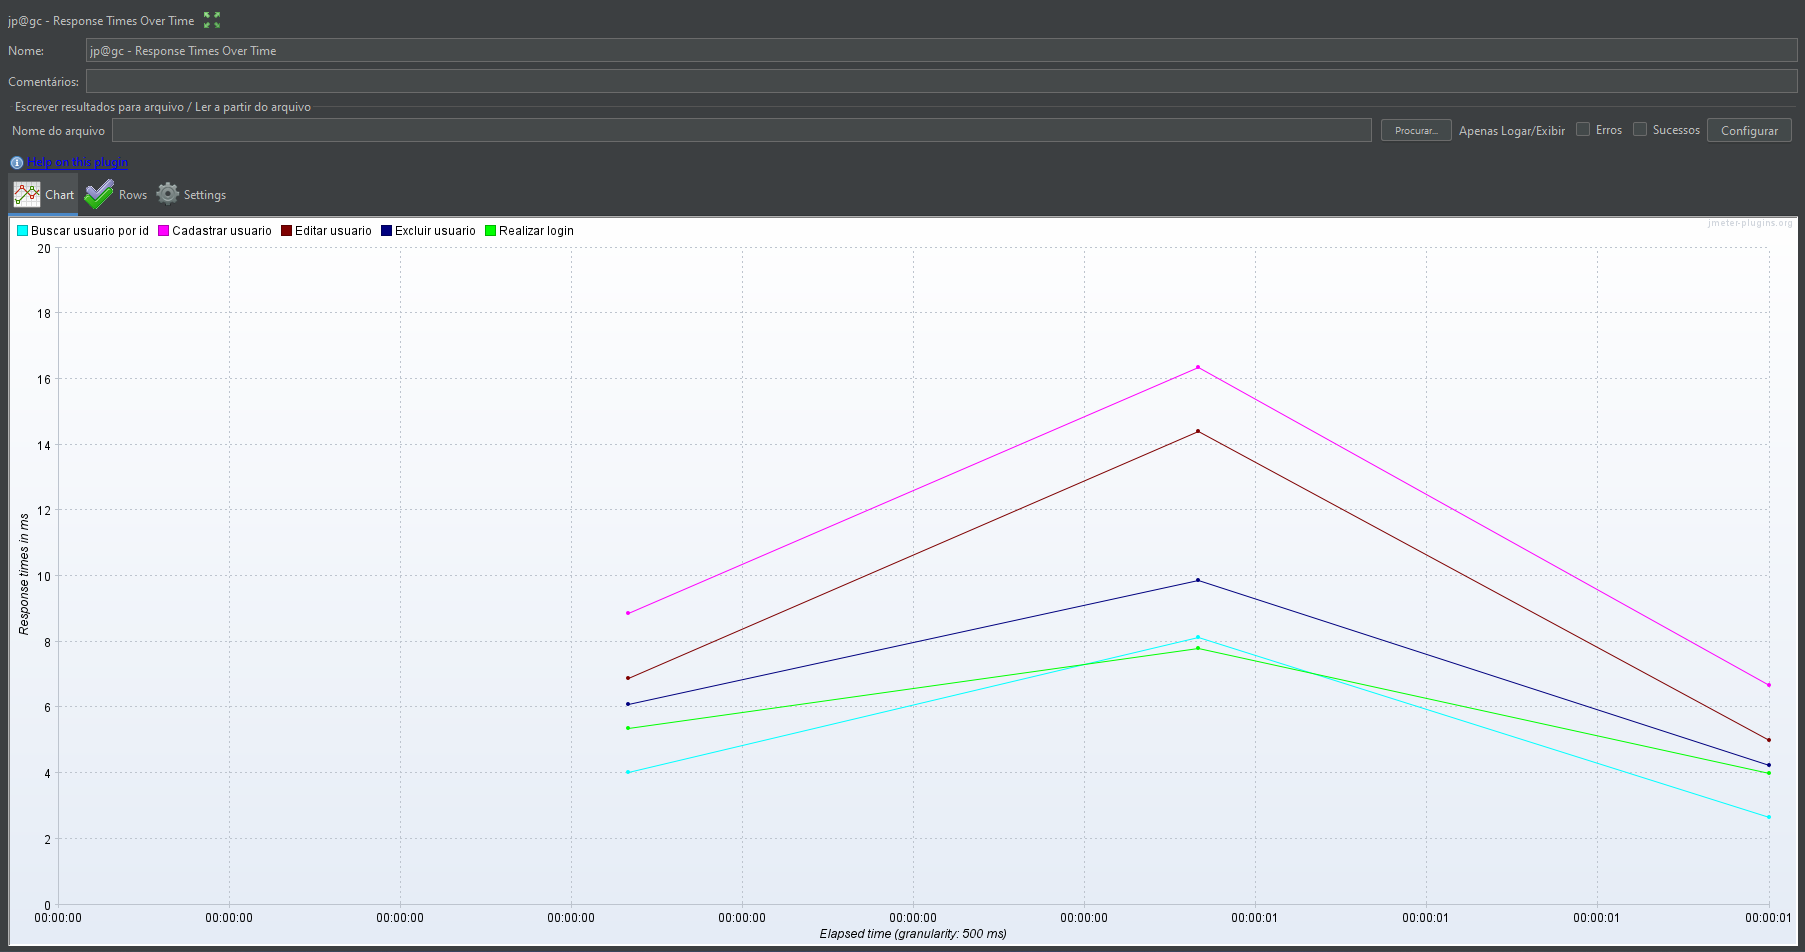 jp@gc - Response Times Over Time
Nome: jp@gc - Response Times Over Time
Comentários:
Escrever resultados para arquivo / Ler a partir do arquivo
Nome do arquivo Procurar... Apenas Logar/Exibir Erros Sucessos Configurar
Help on this plugin
Chart Rows Settings
jmeter-plugins.org
Buscar usuario por id Cadastrar usuario Editar usuario Excluir usuario Realizar login
20
18
16
14
12
10
8
6
4
2
0
Response times in ms
00:00:00 00:00:00 00:00:00 00:00:00 00:00:00 00:00:00 00:00:00 00:00:01 00:00:01 00:00:01 00:00:01
Elapsed time (granularity: 500 ms)